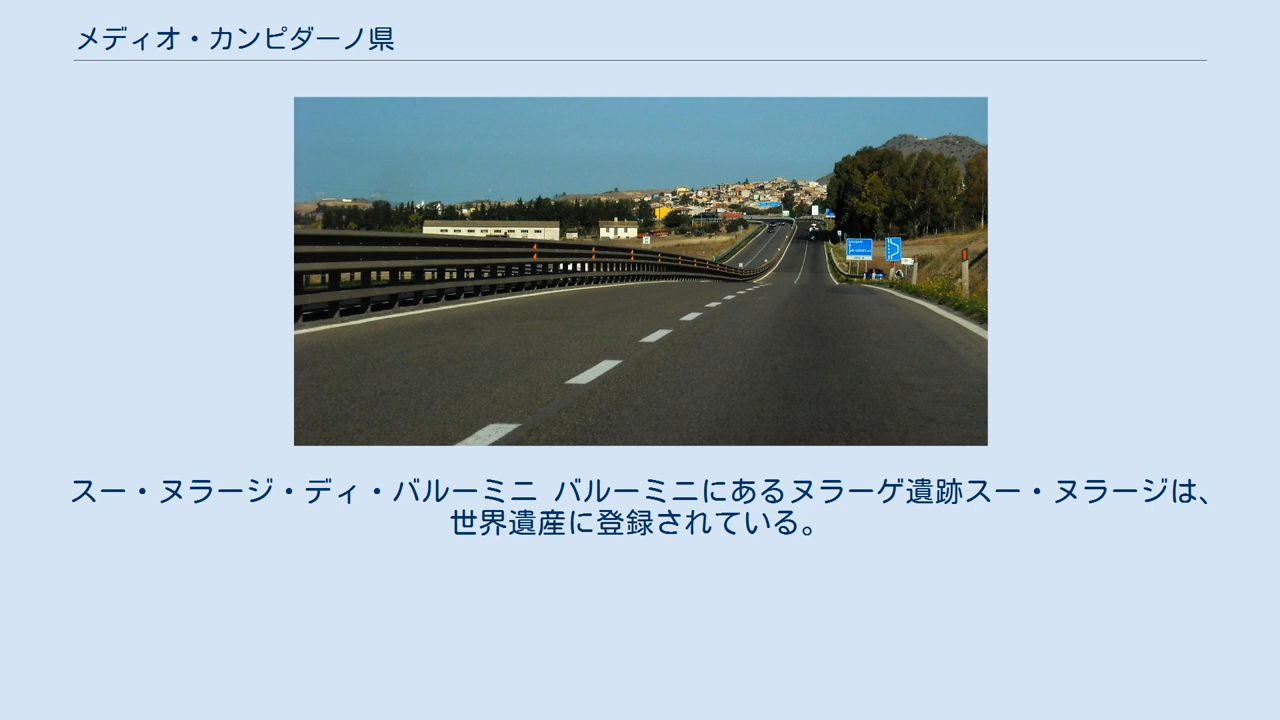 メディオ・カンピダーノ県
スー・ヌラージ・ディ・バルーミニ バルーミニにあるヌラーゲ遺跡スー・ヌラージは、
世界遺産に登録されている。